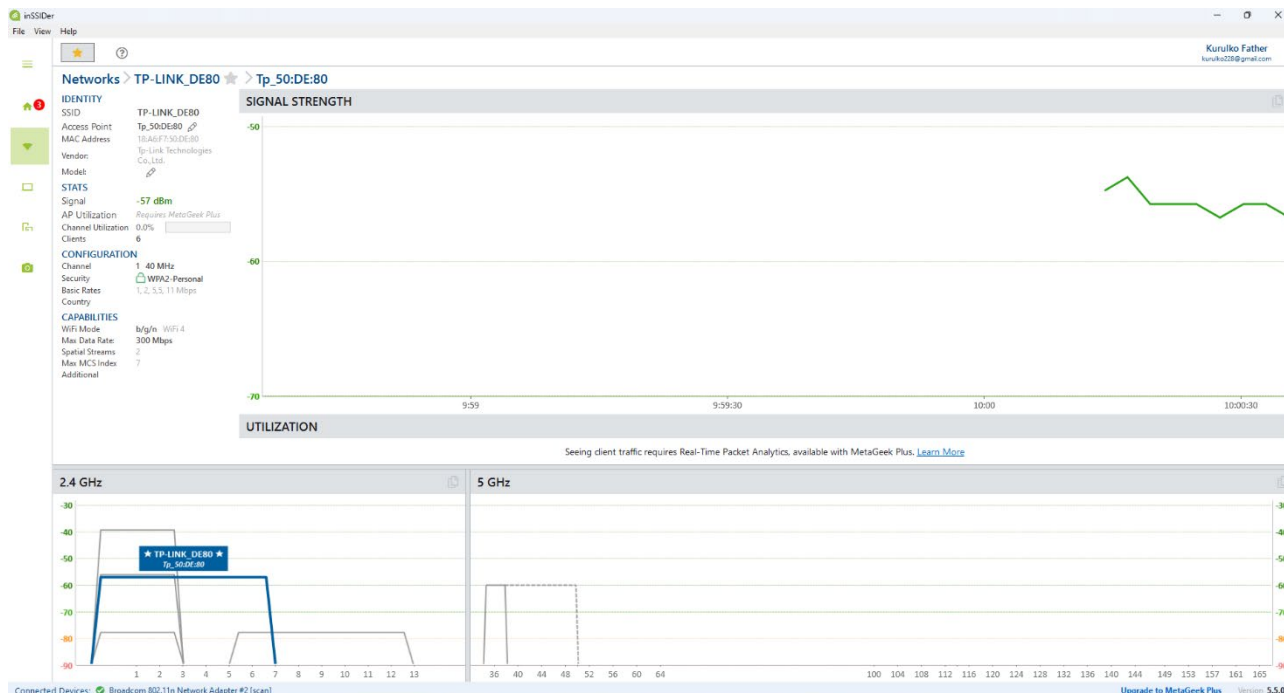 inSSIDer
File View Help
Kurulko Father
kurulko228@gmail.com
3
Networks > TP-LINK_DE80 > Tp_50:DE:80
IDENTITY
SSID TP-LINK_DE80
Access Point Tp_50:DE:80
MAC Address 18:A6:F7:50:DE:80
Vendor: Tp-Link Technologies
Co.,Ltd.
Model:
STATS
Signal -57 dBm
AP Utilization Requires MetaGeek Plus
Channel Utilization 0.0%
Clients 6
CONFIGURATION
Channel 1 40 MHz
Security WPA2-Personal
Basic Rates 1, 2, 5.5, 11 Mbps
Country
CAPABILITIES
WiFi Mode b/g/n WiFi 4
Max Data Rate: 300 Mbps
Spatial Streams 2
Max MCS Index 7
Additional
SIGNAL STRENGTH
-50
-60
-70
9:59 9:59:30 10:00 10:00:30
UTILIZATION
Seeing client traffic requires Real-Time Packet Analytics, available with MetaGeek Plus. Learn More
2.4 GHz
-30
-40
-50
-60
-70
-80
-90
★ TP-LINK_DE80 ★
Tp_50:DE:80
1 2 3 4 5 6 7 8 9 10 11 12 13
5 GHz
36 40 44 48 52 56 60 64 100 104 108 112 116 120 124 128 132 136 140 144 149 153 157 161 165
Connected Devices: Broadcom 802.11n Network Adapter #2 [scan]
Upgrade to MetaGeek Plus Version 5.5.0